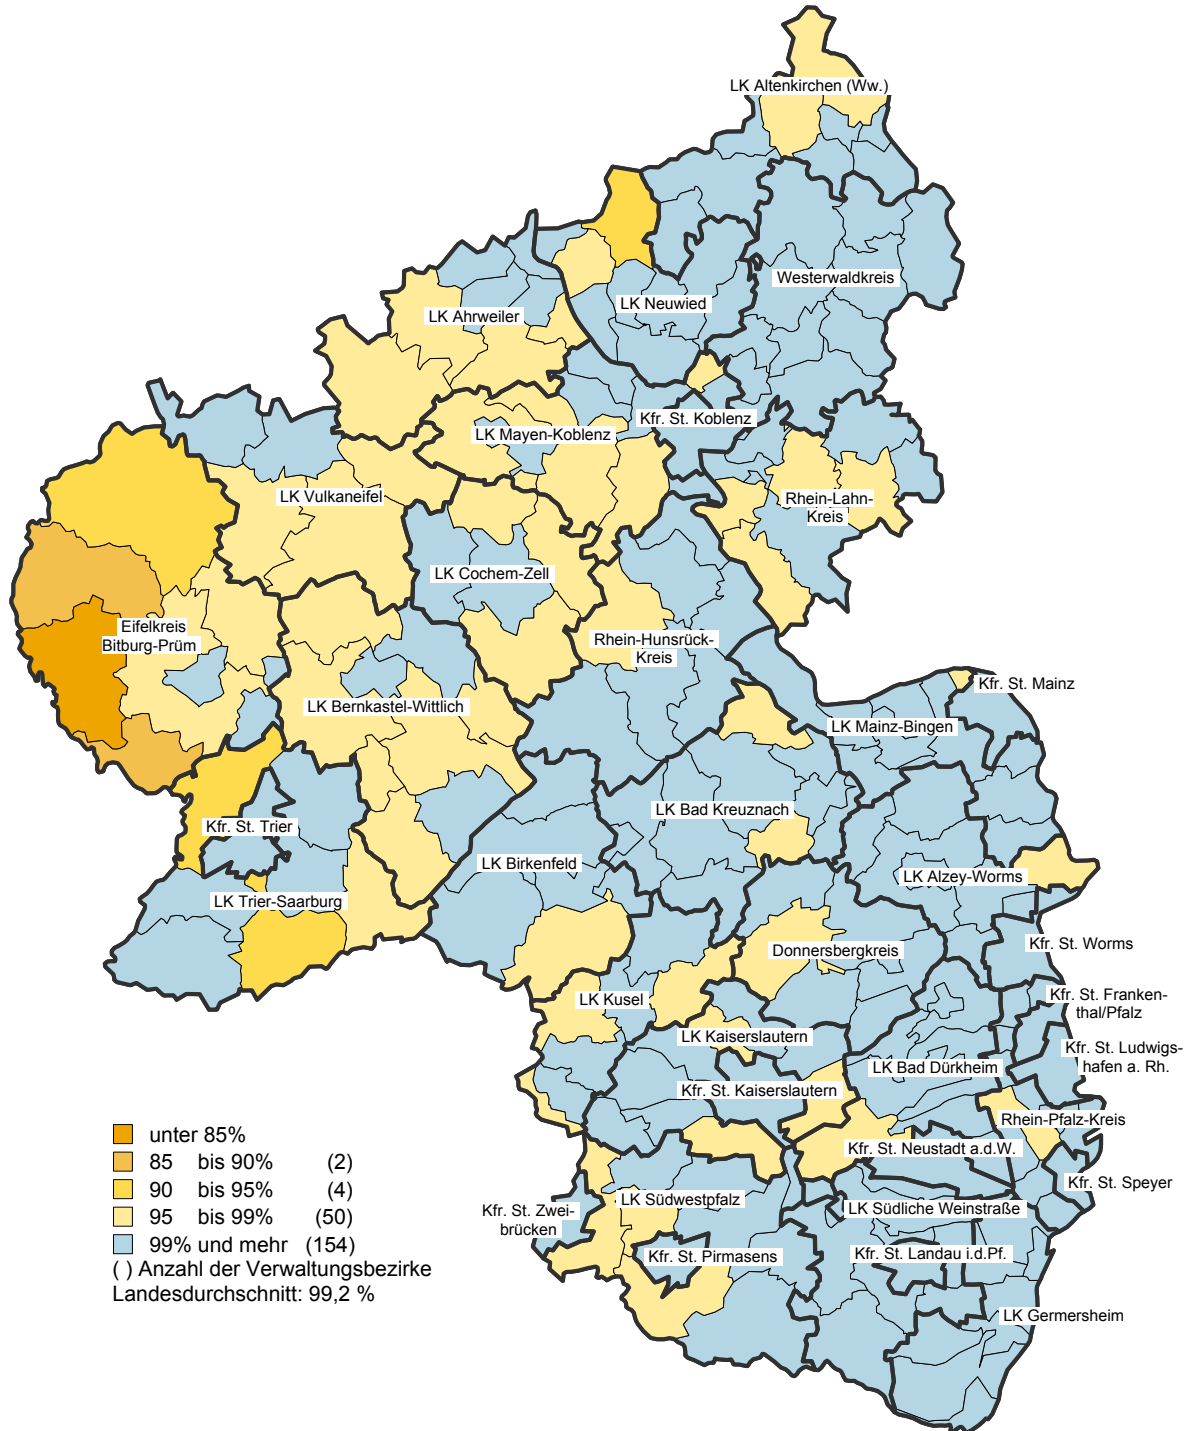 LK Altenkirchen (Ww.)
Westerwaldkreis
LK Neuwied
LK Ahrweiler
Kfr. St. Koblenz
LK Mayen-Koblenz
LK Vulkaneifel
Rhein-Lahn-
Kreis
LK Cochem-Zell
Eifelkreis
Bitburg-Prüm
Rhein-Hunsrück-
Kreis
Kfr. St. Mainz
LK Bernkastel-Wittlich
LK Mainz-Bingen
LK Bad Kreuznach
Kfr. St. Trier
LK Birkenfeld
LK Alzey-Worms
LK Trier-Saarburg
Kfr. St. Worms
Donnersbergkreis
LK Kusel
Kfr. St. Franken-
thal/Pfalz
LK Kaiserslautern
Kfr. St. Ludwigs-
hafen a. Rh.
LK Bad Dürkheim
Kfr. St. Kaiserslautern
Rhein-Pfalz-Kreis
Kfr. St. Neustadt a.d.W.
Kfr. St. Speyer
LK Südwestpfalz
LK Südliche Weinstraße
Kfr. St. Zwei-
brücken
Kfr. St. Pirmasens
Kfr. St. Landau i.d.Pf.
LK Germersheim
unter 85%
85 bis 90% (2)
90 bis 95% (4)
95 bis 99% (50)
99% und mehr (154)
( ) Anzahl der Verwaltungsbezirke
Landesdurchschnitt: 99,2 %